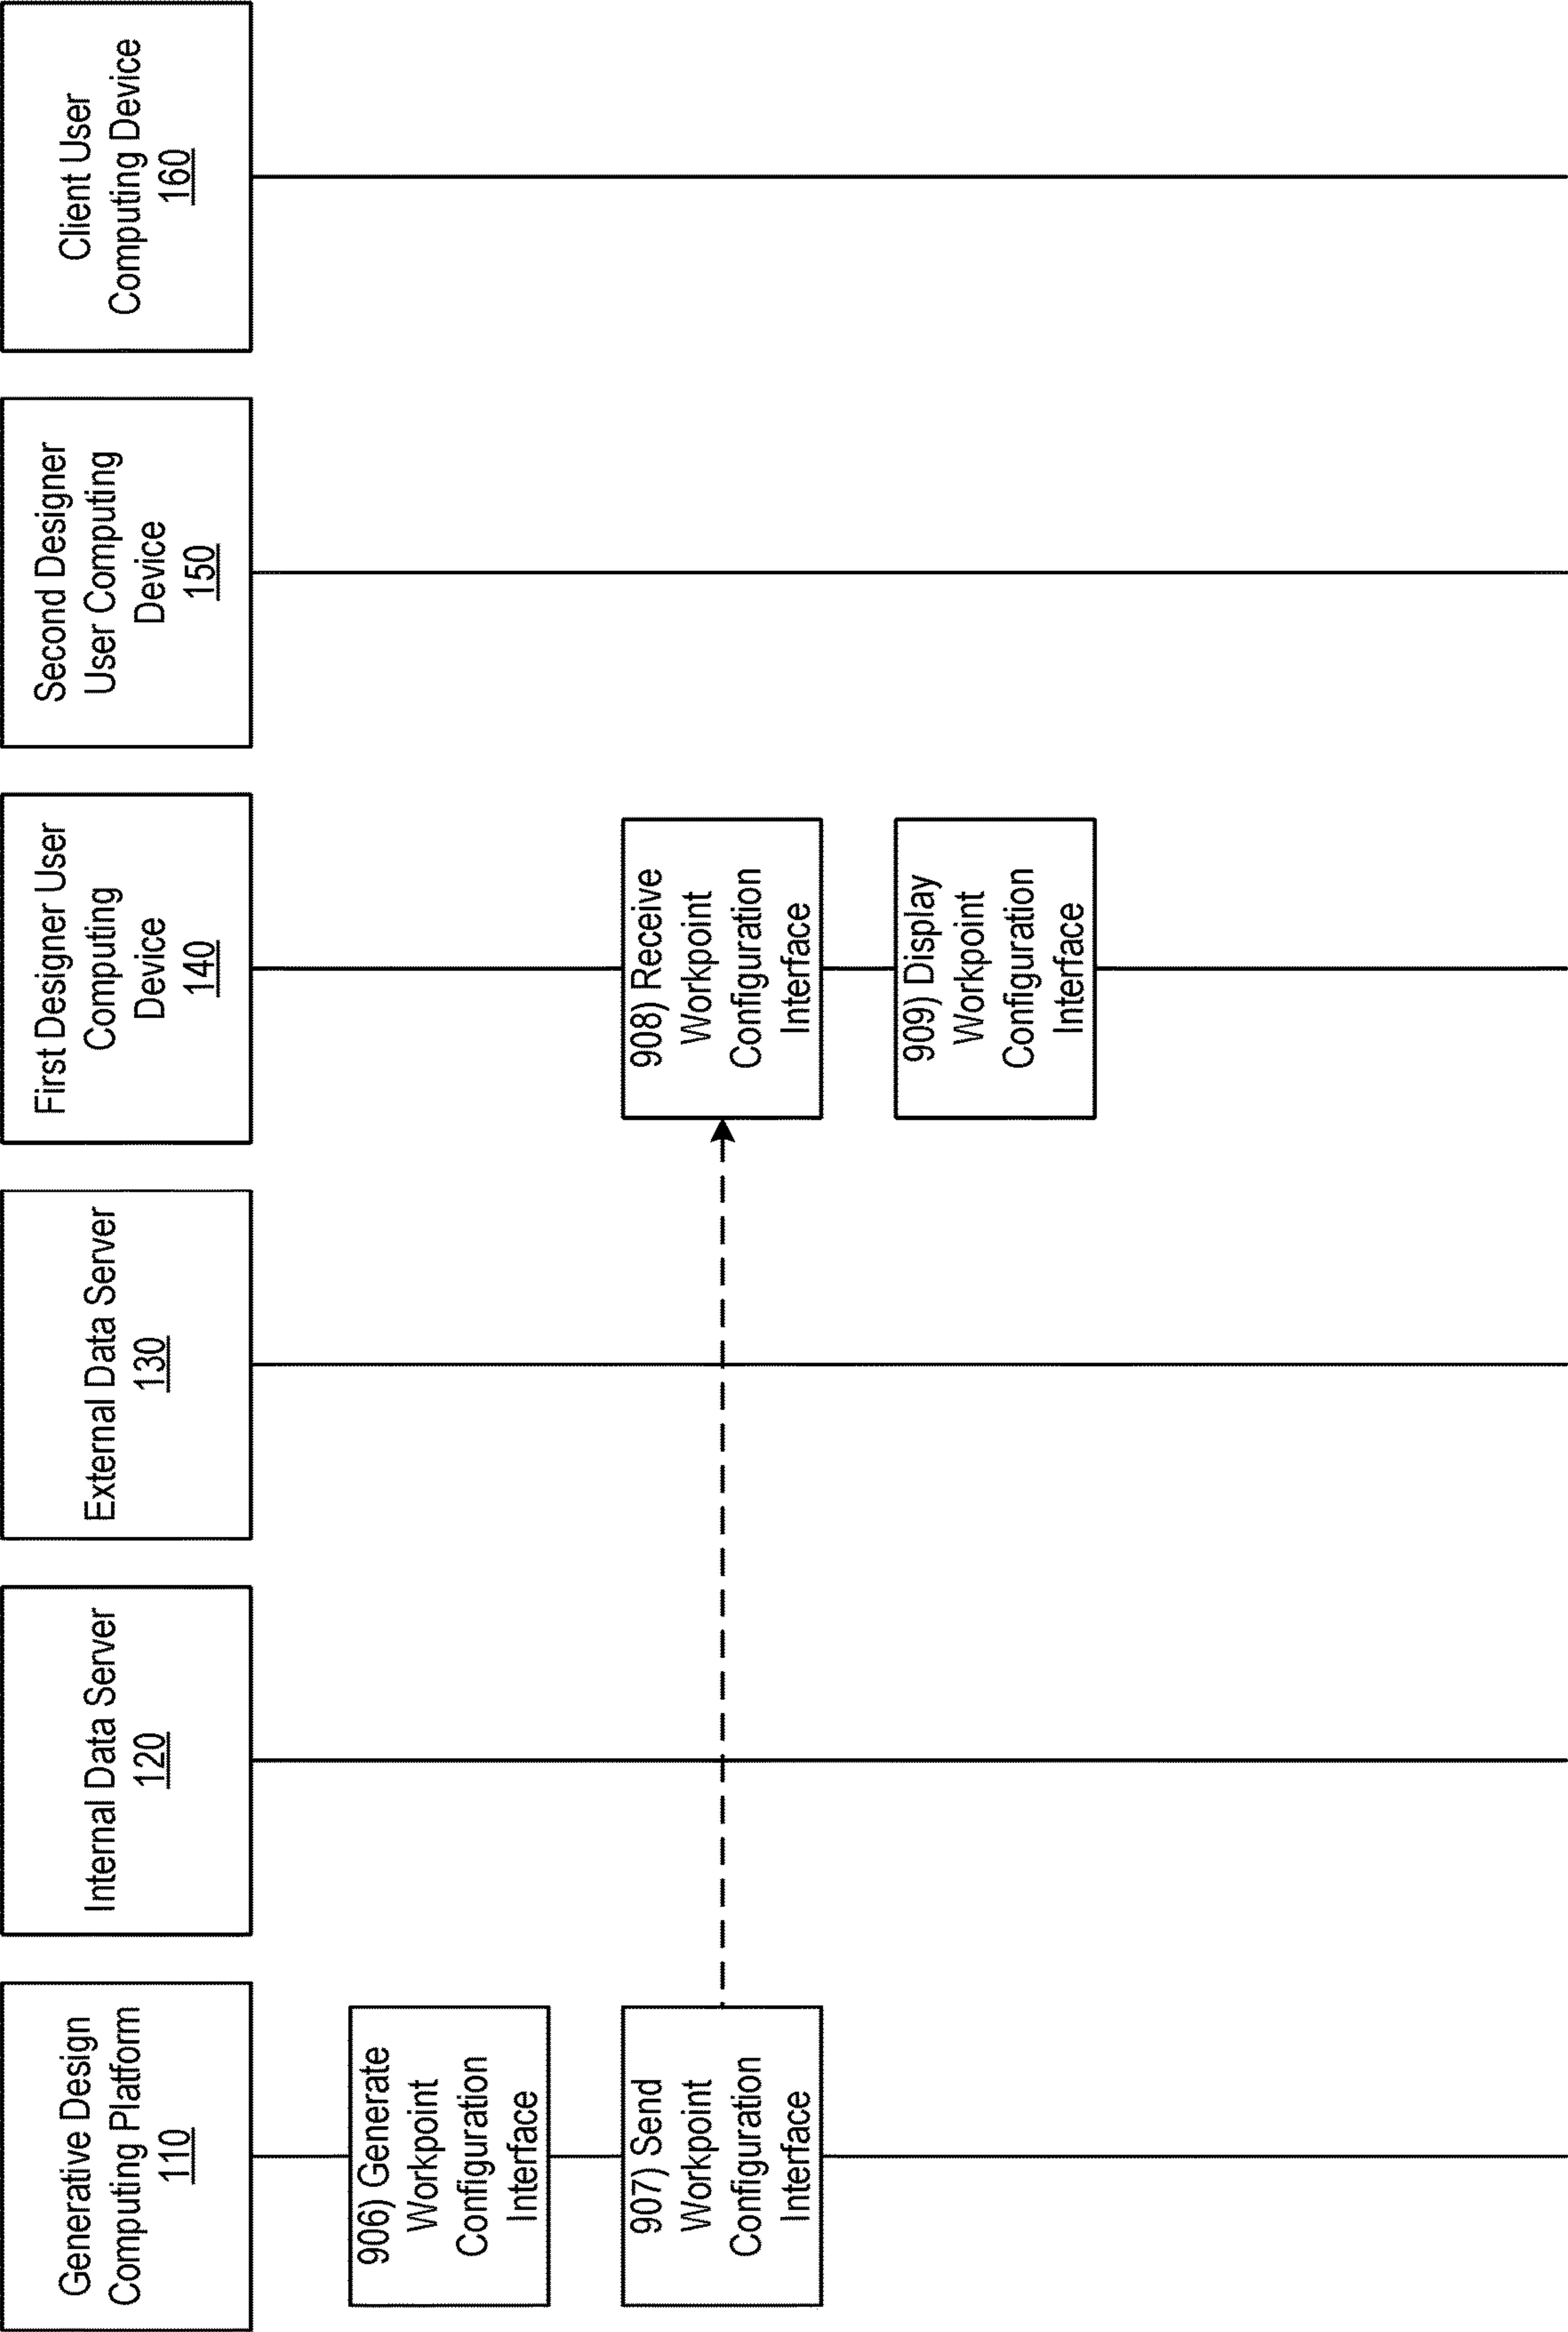 Generative Design
Computing Platform
110
Internal Data Server
120
External Data Server
130
First Designer User
Computing
Device
140
Second Designer
User Computing
Device
150
Client User
Computing Device
160
906) Generate
Workpoint
Configuration
Interface
907) Send
Workpoint
Configuration
Interface
908) Receive
Workpoint
Configuration
Interface
909) Display
Workpoint
Configuration
Interface